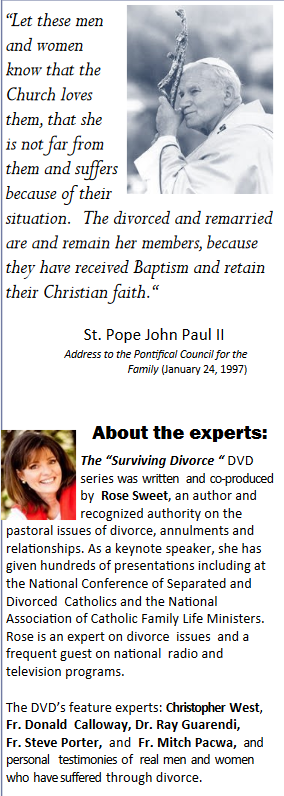 “Let these men
and women
know that the
Church loves
them, that she
is not far from
them and suffers
because of their
situation.  The divorced and remarried
are and remain her members, because
they have received Baptism and retain
their Christian faith.“
St. Pope John Paul II
Address to the Pontifical Council for the
Family (January 24, 1997)
About the experts:
The “Surviving Divorce “ DVD
series was written and co-produced
by Rose Sweet, an author and
recognized authority on the
pastoral issues of divorce, annulments and
relationships. As a keynote speaker, she has
given hundreds of presentations including at
the National Conference of Separated and
Divorced Catholics and the National
Association of Catholic Family Life Ministers.
Rose is an expert on divorce issues and a
frequent guest on national radio and
television programs.
The DVD’s feature experts: Christopher West,
Fr. Donald Calloway, Dr. Ray Guarendi,
Fr. Steve Porter, and Fr. Mitch Pacwa, and
personal testimonies of real men and women
who have suffered through divorce.